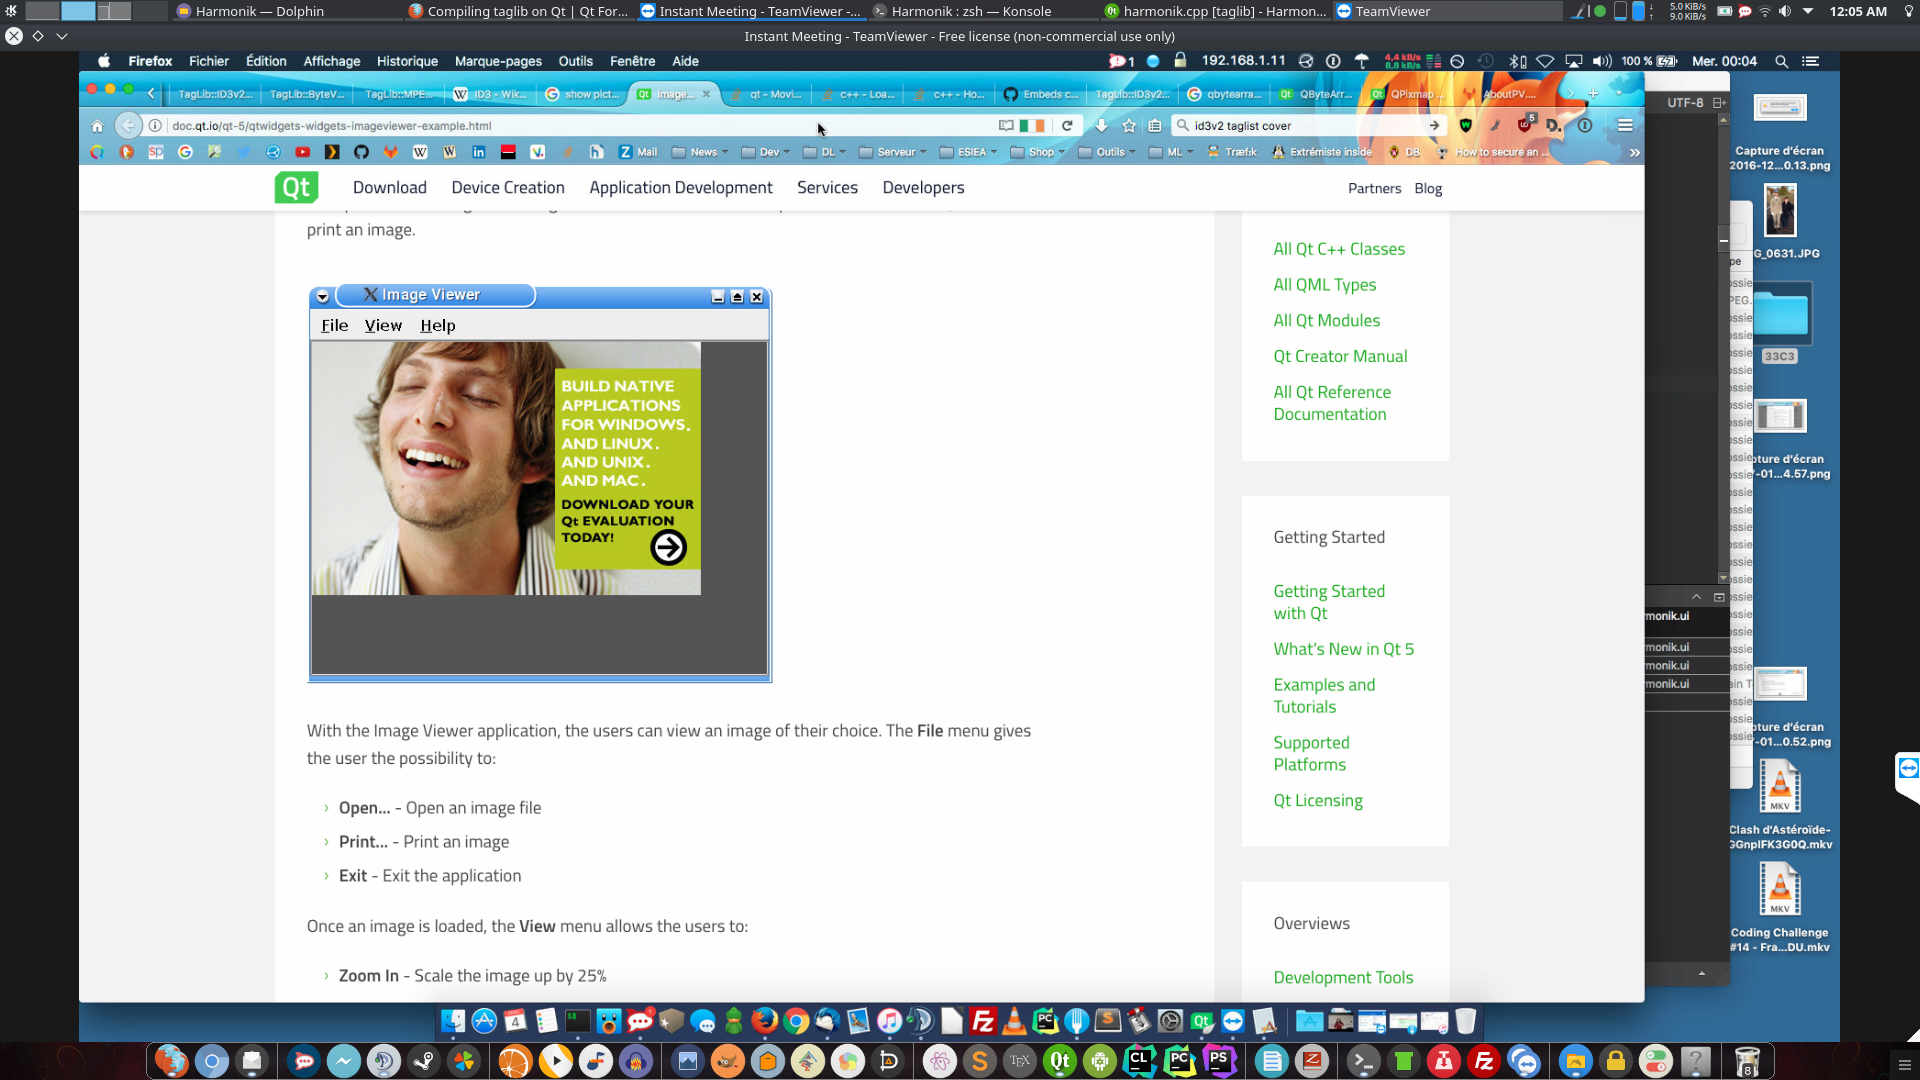 Harmonik — Dolphin
Compiling taglib on Qt | Qt For...
Instant Meeting - TeamViewer -...
Harmonik : zsh — Konsole
harmonik.cpp [taglib] - Harmon...
TeamViewer
5.0 KiB/s
9.0 KiB/s
12:05 AM
Instant Meeting - TeamViewer - Free license (non-commercial use only)
Firefox Fichier Édition Affichage Historique Marque-pages Outils Fenêtre Aide
1
192.168.1.11
4,4 kB/s
8,8 kB/s
100 %
Mer. 00:04
TagLib::ID3v2...
TagLib::ByteV...
TagLib::MPE...
ID3 - Wik...
show pict...
Image...
qt - Movi...
c++ - Loa...
c++ - Ho...
Embeds c...
TagLib::ID3v2...
qbytearra...
QByteArr...
QPixmap
AboutPV...
UTF-8
doc.qt.io/qt-5/qtwidgets-widgets-imageviewer-example.html
id3v2 taglist cover
5
Mail News Dev DL Serveur ESIEA Shop Outils ML Træfik Extrémiste inside DB How to secure an ...
Qt
Download Device Creation Application Development Services Developers
Partners Blog
print an image.
Image Viewer
File View Help
BUILD NATIVE
APPLICATIONS
FOR WINDOWS.
AND LINUX.
AND UNIX.
AND MAC.
DOWNLOAD YOUR
Qt EVALUATION
TODAY!
With the Image Viewer application, the users can view an image of their choice. The File menu gives
the user the possibility to:
Open... - Open an image file
Print... - Print an image
Exit - Exit the application
Once an image is loaded, the View menu allows the users to:
Zoom In - Scale the image up by 25%
All Qt C++ Classes
All QML Types
All Qt Modules
Qt Creator Manual
All Qt Reference
Documentation
Getting Started
Getting Started
with Qt
What's New in Qt 5
Examples and
Tutorials
Supported
Platforms
Qt Licensing
Overviews
Development Tools
monik.ui
monik.ui
monik.ui
monik.ui
Capture d'écran
2016-12...0.13.png
G_0631.JPG
33C3
pture d'écran
-01...4.57.png
pture d'écran
-01...0.52.png
MKV
Clash d'Astéroïde-
GGnpIFK3G0Q.mkv
MKV
Coding Challenge
#14 - Fra...DU.mkv